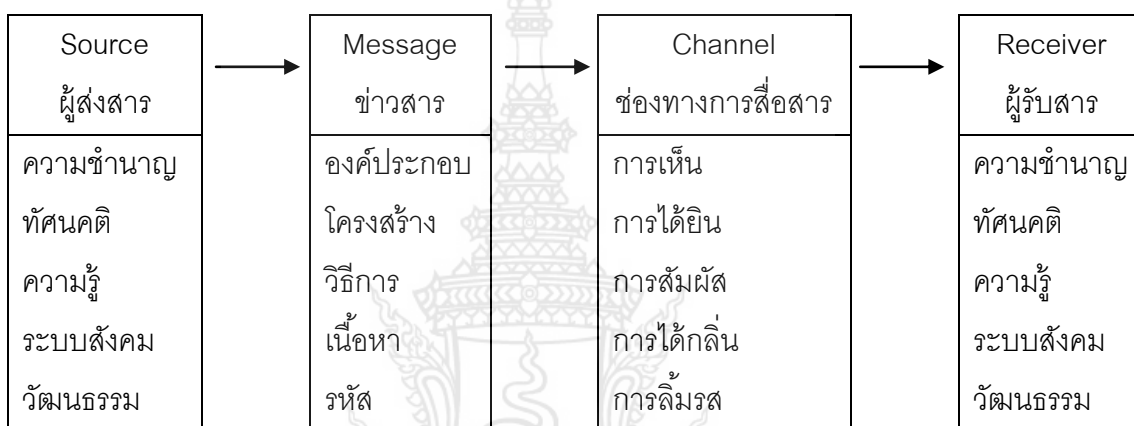 Source
ผู้ส่งสาร
ความชำนาญ
ทัศนคติ
ความรู้
ระบบสังคม
วัฒนธรรม
Message
ข่าวสาร
องค์ประกอบ
โครงสร้าง
วิธีการ
เนื้อหา
รหัส
Channel
ช่องทางการสื่อสาร
การเห็น
การได้ยิน
การสัมผัส
การได้กลิ่น
การลิ้มรส
Receiver
ผู้รับสาร
ความชำนาญ
ทัศนคติ
ความรู้
ระบบสังคม
วัฒนธรรม